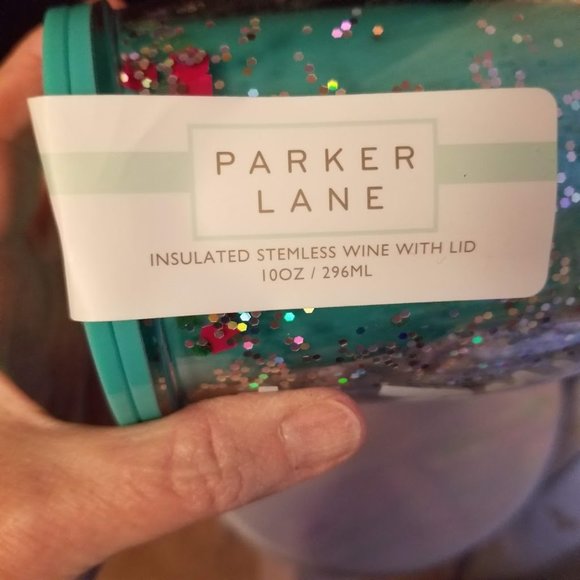 PARKER
LANE
INSULATED STEMLESS WINE WITH LID
10OZ / 296ML